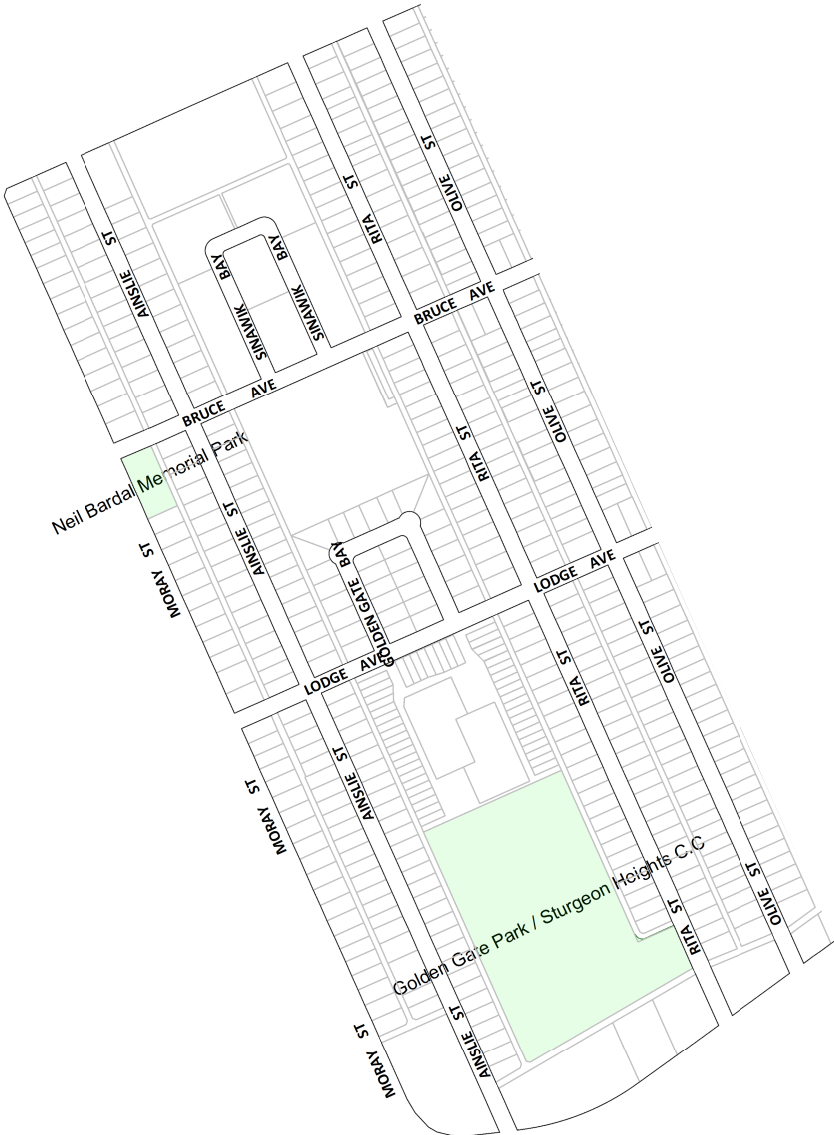 OLIVE ST
RITA ST
AINSLIE ST
SINAWIK BAY
SINAWIK BAY
BRUCE AVE
BRUCE AVE
OLIVE ST
RITA ST
Neil Bardal Memorial Park
AINSLIE ST
MORAY ST
GOLDEN GATE BAY
LODGE AVE
LODGE AVE
OLIVE ST
RITA ST
AINSLIE ST
MORAY ST
Golden Gate Park / Sturgeon Heights C.C
OLIVE ST
RITA ST
AINSLIE ST
MORAY ST